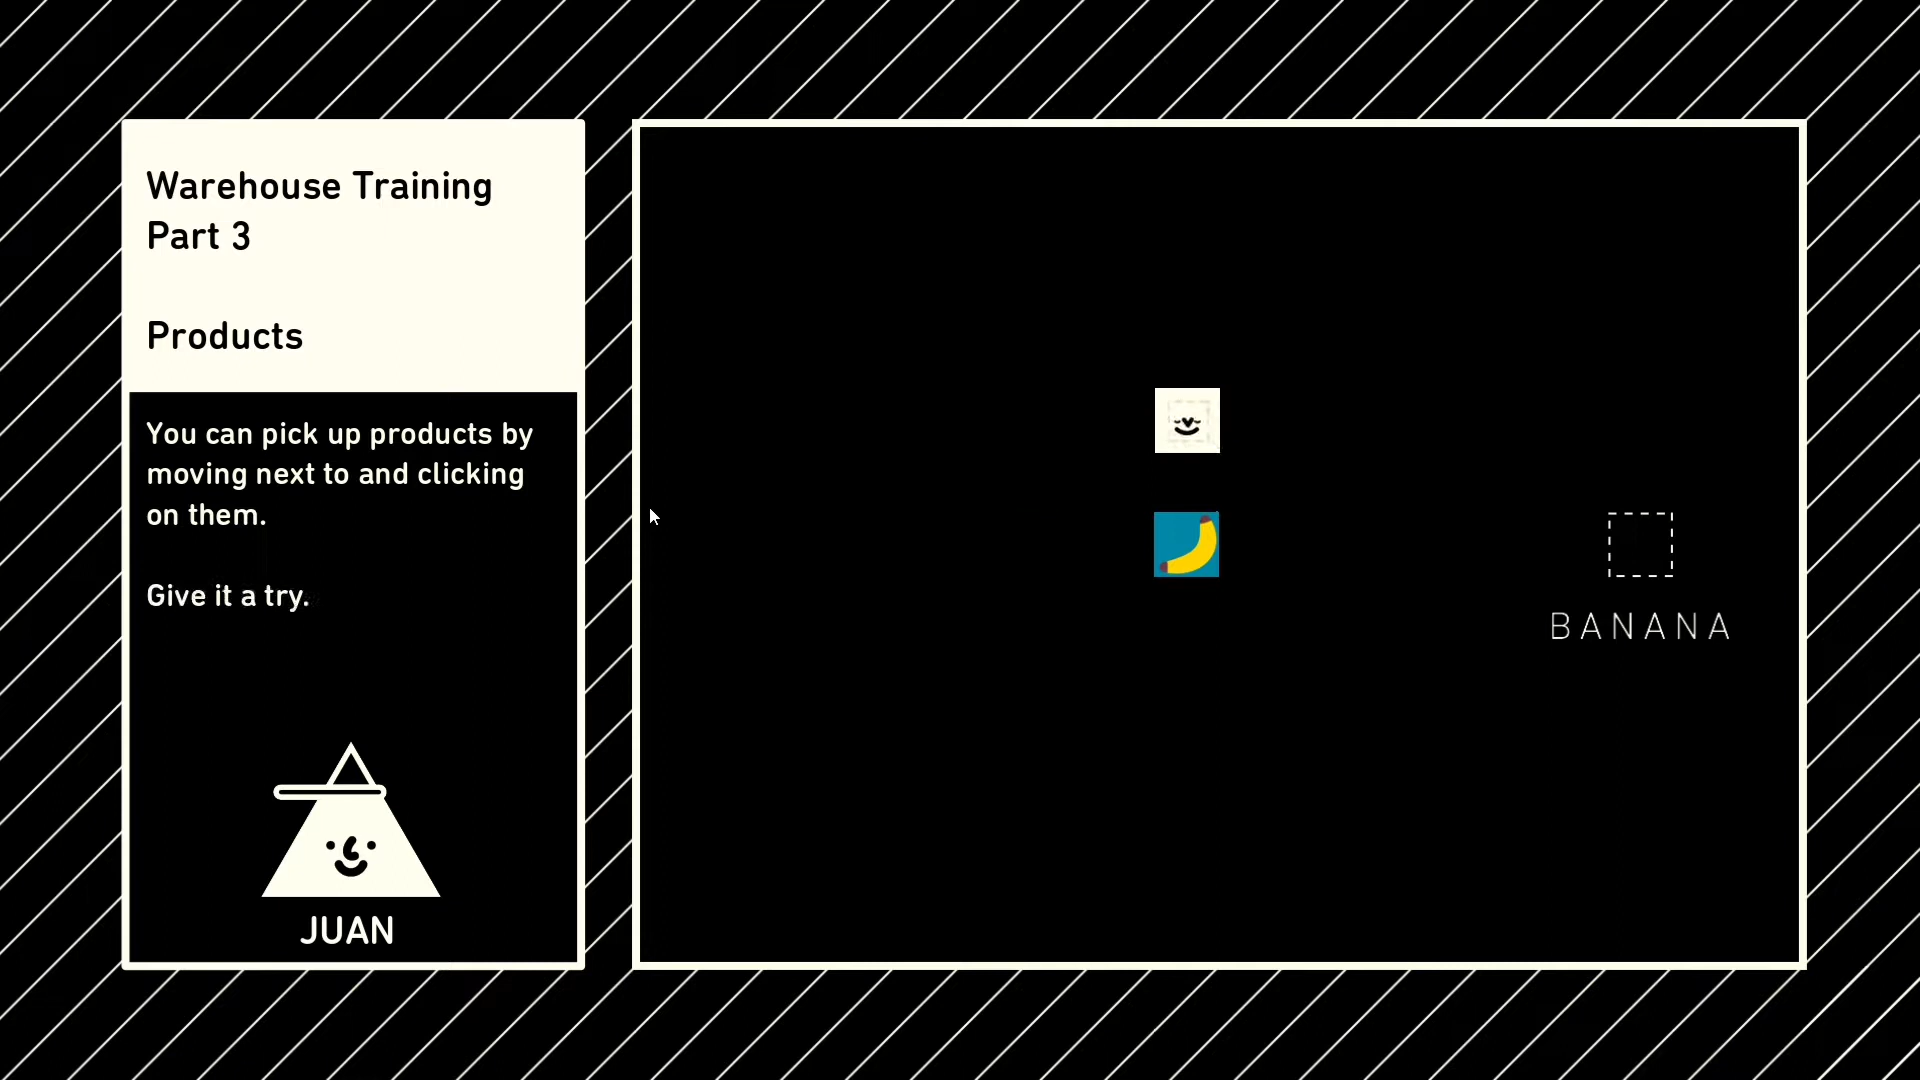 Warehouse Training
Part 3
Products
You can pick up products by
moving next to and clicking
on them.
Give it a try.
JUAN
BANANA